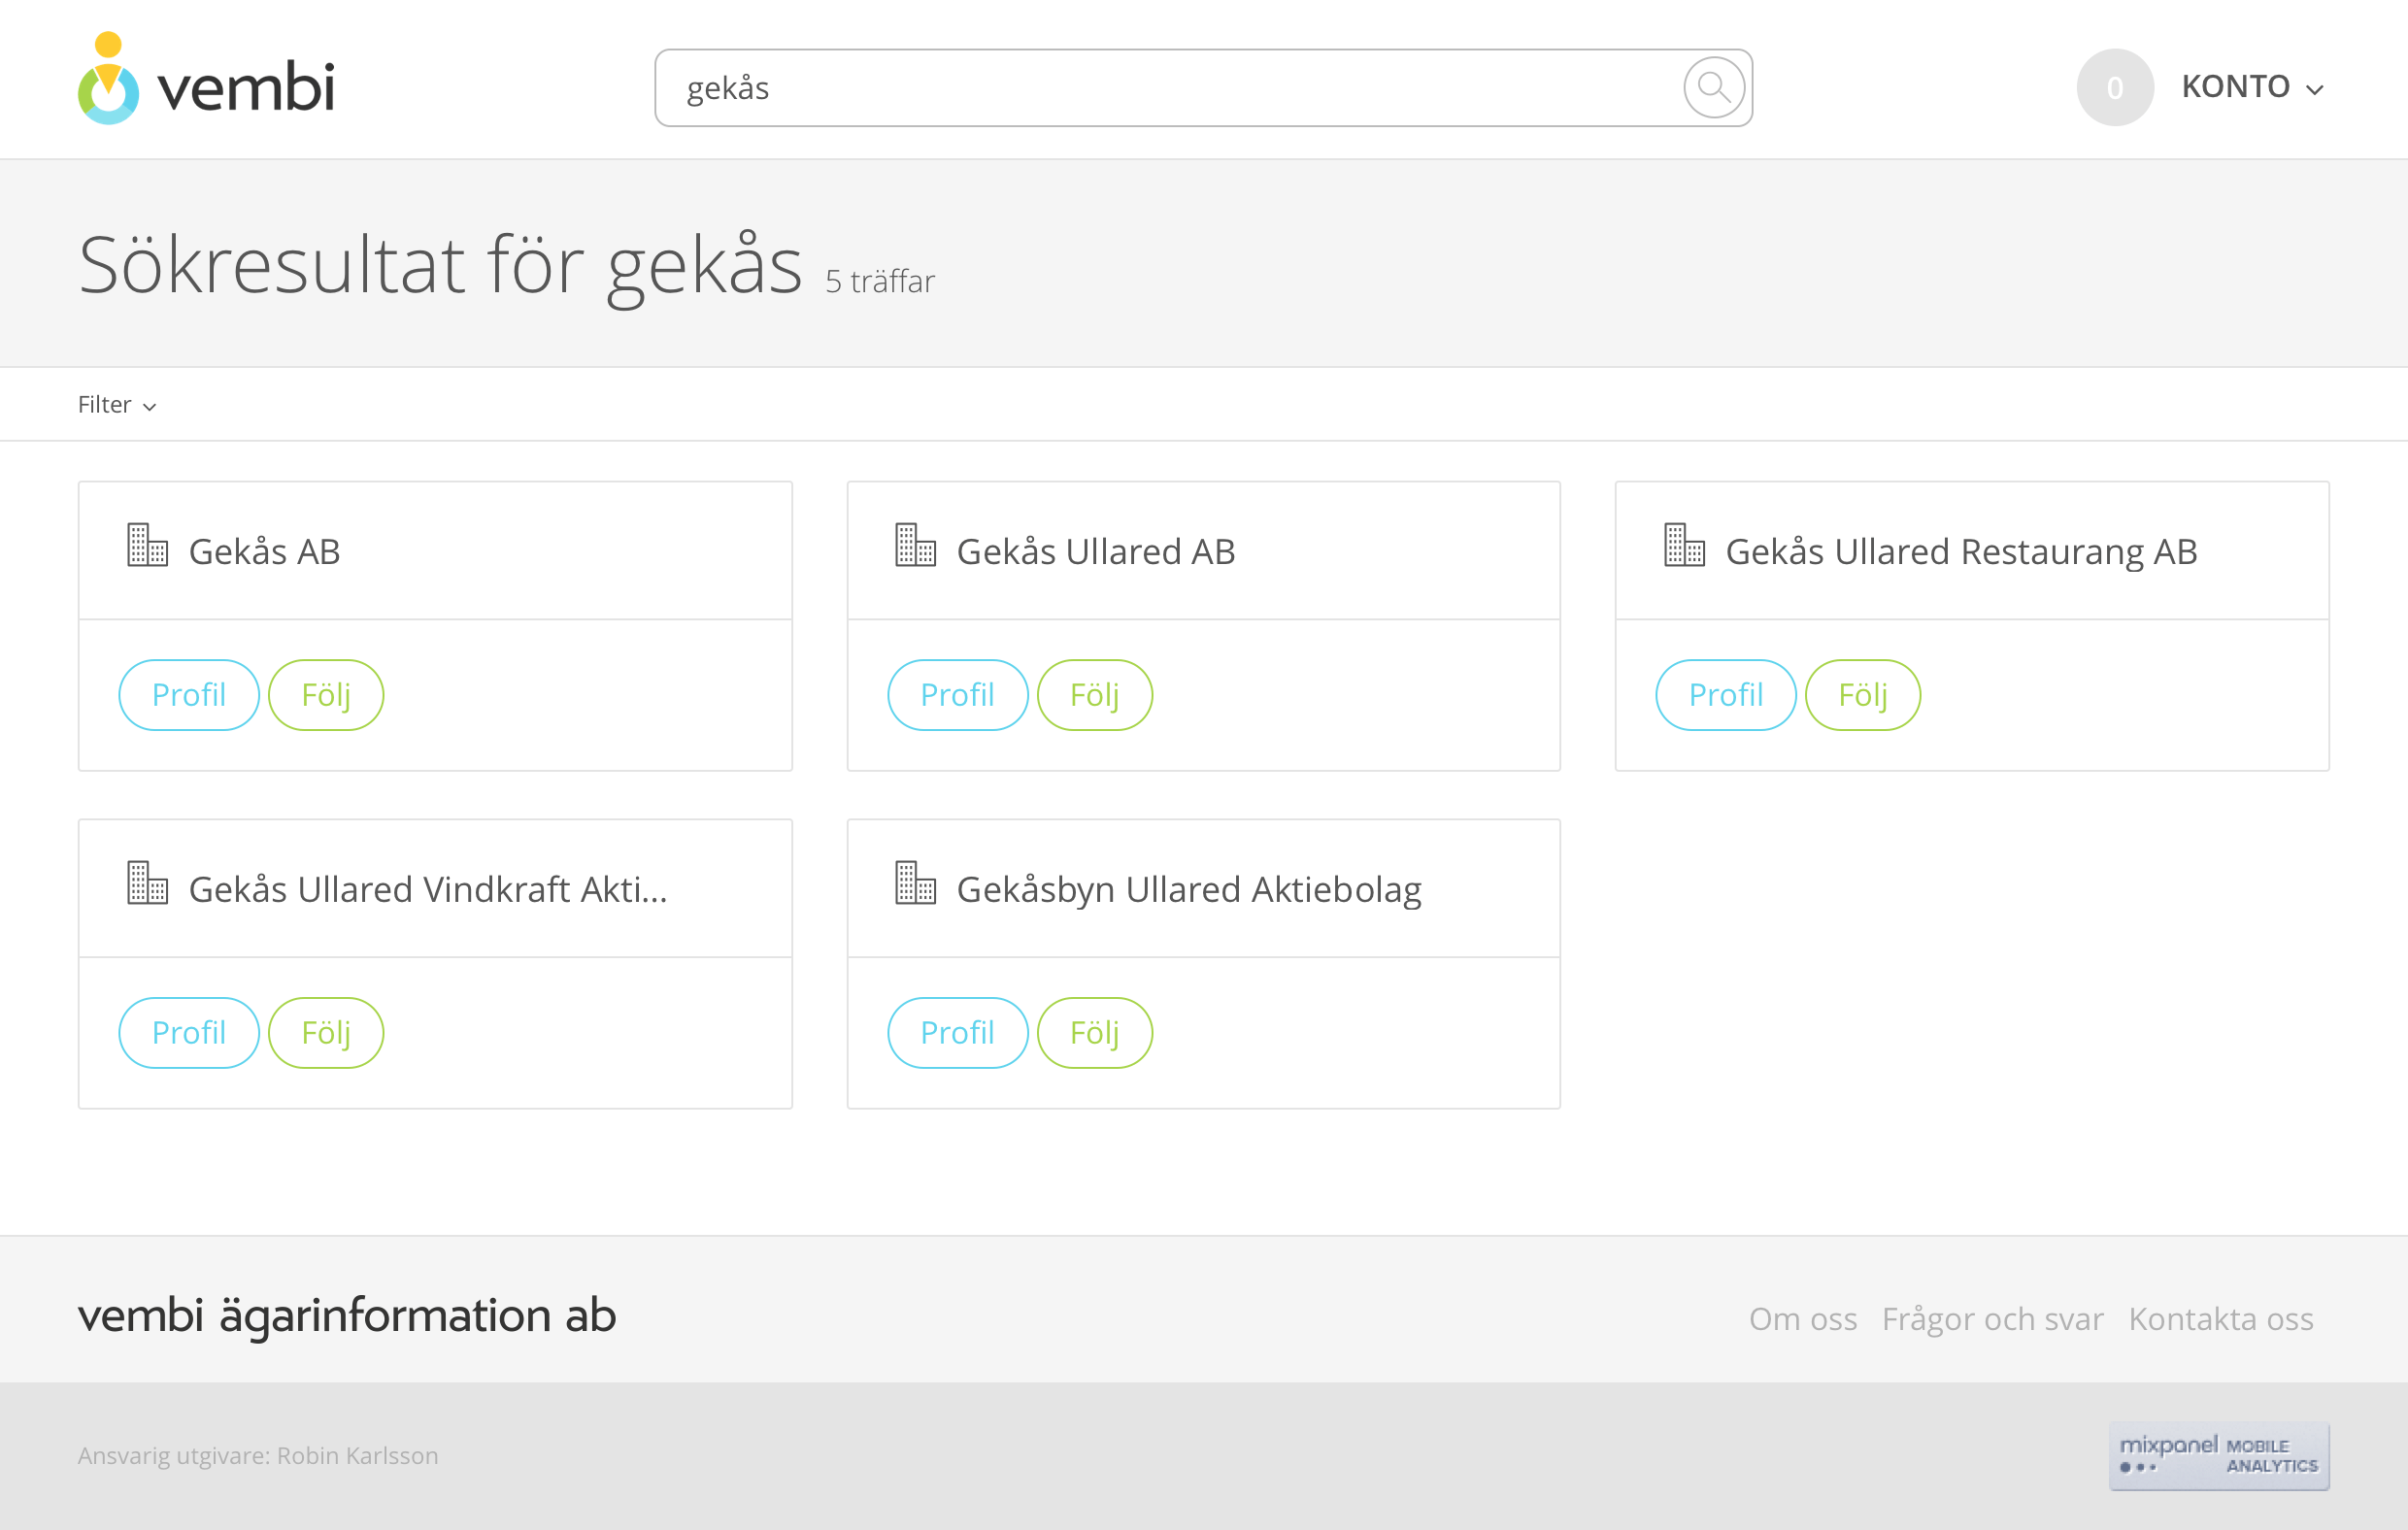 vembi
gekås
0
KONTO
Sökresultat för gekås 5 träffar
Filter
Gekås AB
Profil Följ
Gekås Ullared AB
Profil Följ
Gekås Ullared Restaurang AB
Profil Följ
Gekås Ullared Vindkraft Akti...
Profil Följ
Gekåsbyn Ullared Aktiebolag
Profil Följ
vembi ägarinformation ab
Om oss Frågor och svar Kontakta oss
Ansvarig utgivare: Robin Karlsson
mixpanel MOBILE
ANALYTICS